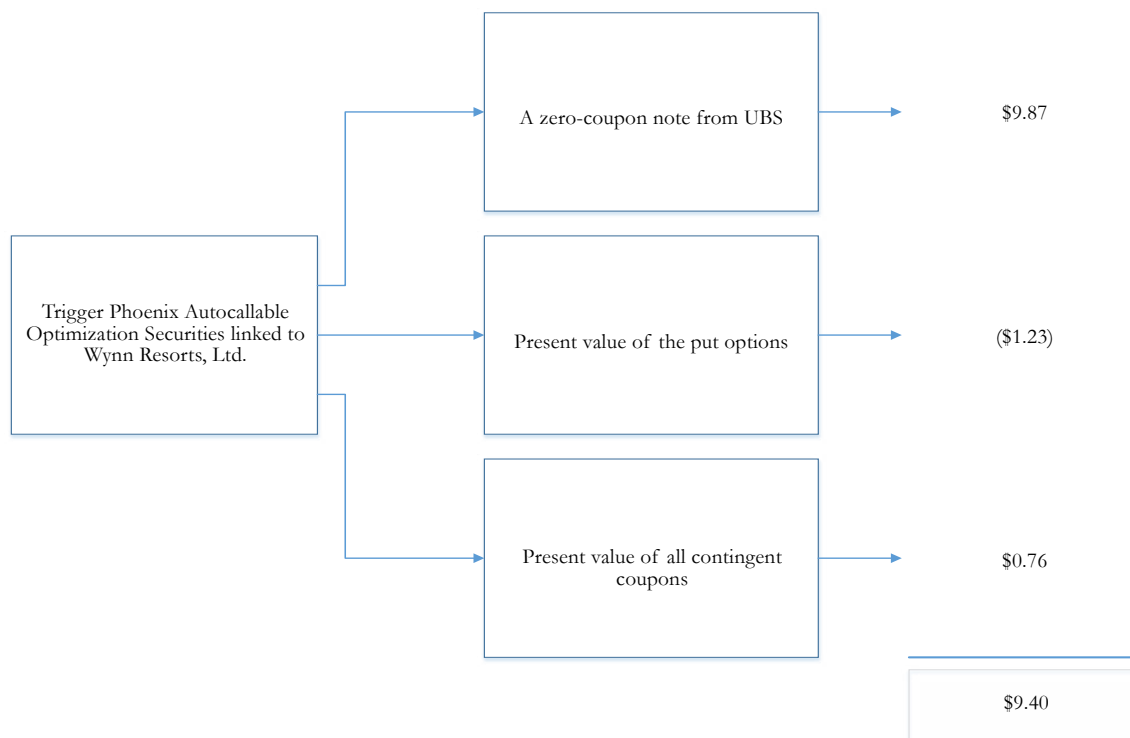 A zero-coupon note from UBS
$9.87
Trigger Phoenix Autocallable
Optimization Securities linked to
Wynn Resorts, Ltd.
Present value of the put options
($1.23)
Present value of all contingent
coupons
$0.76
$9.40